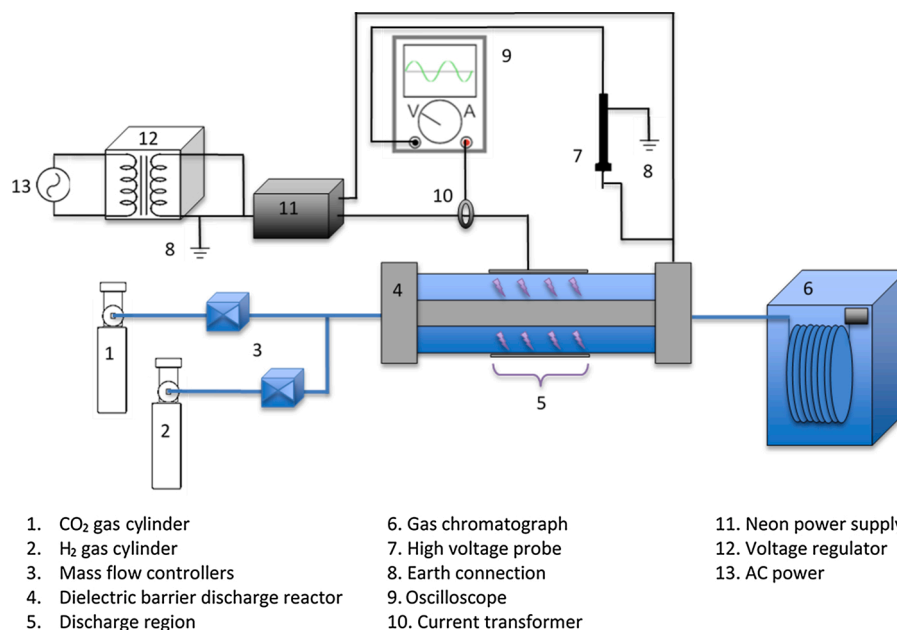 9
V
A
12
7
8
13
10
11
8
4
6
1
3
2
5
1. CO₂ gas cylinder
2. H₂ gas cylinder
3. Mass flow controllers
4. Dielectric barrier discharge reactor
5. Discharge region
6. Gas chromatograph
7. High voltage probe
8. Earth connection
9. Oscilloscope
10. Current transformer
11. Neon power supply
12. Voltage regulator
13. AC power